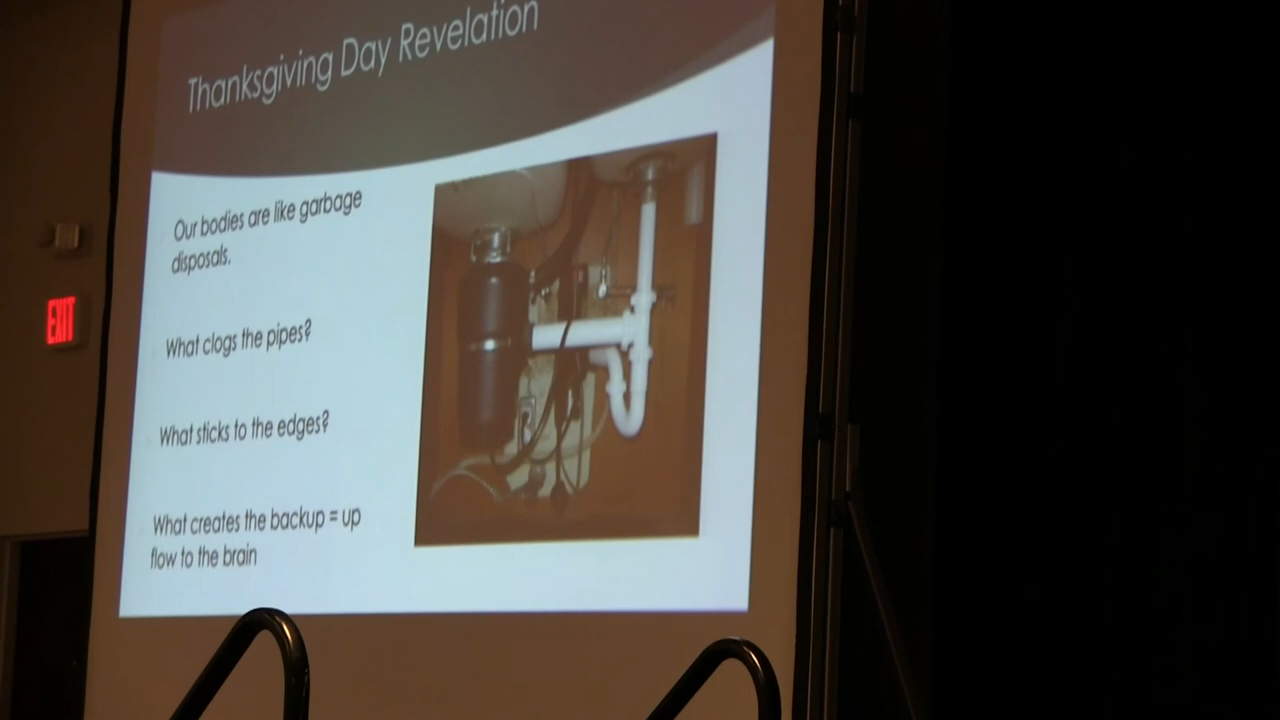 Thanksgiving Day Revelation
Our bodies are like garbage
disposals.
What clogs the pipes?
What sticks to the edges?
What creates the backup = up
flow to the brain
EXIT